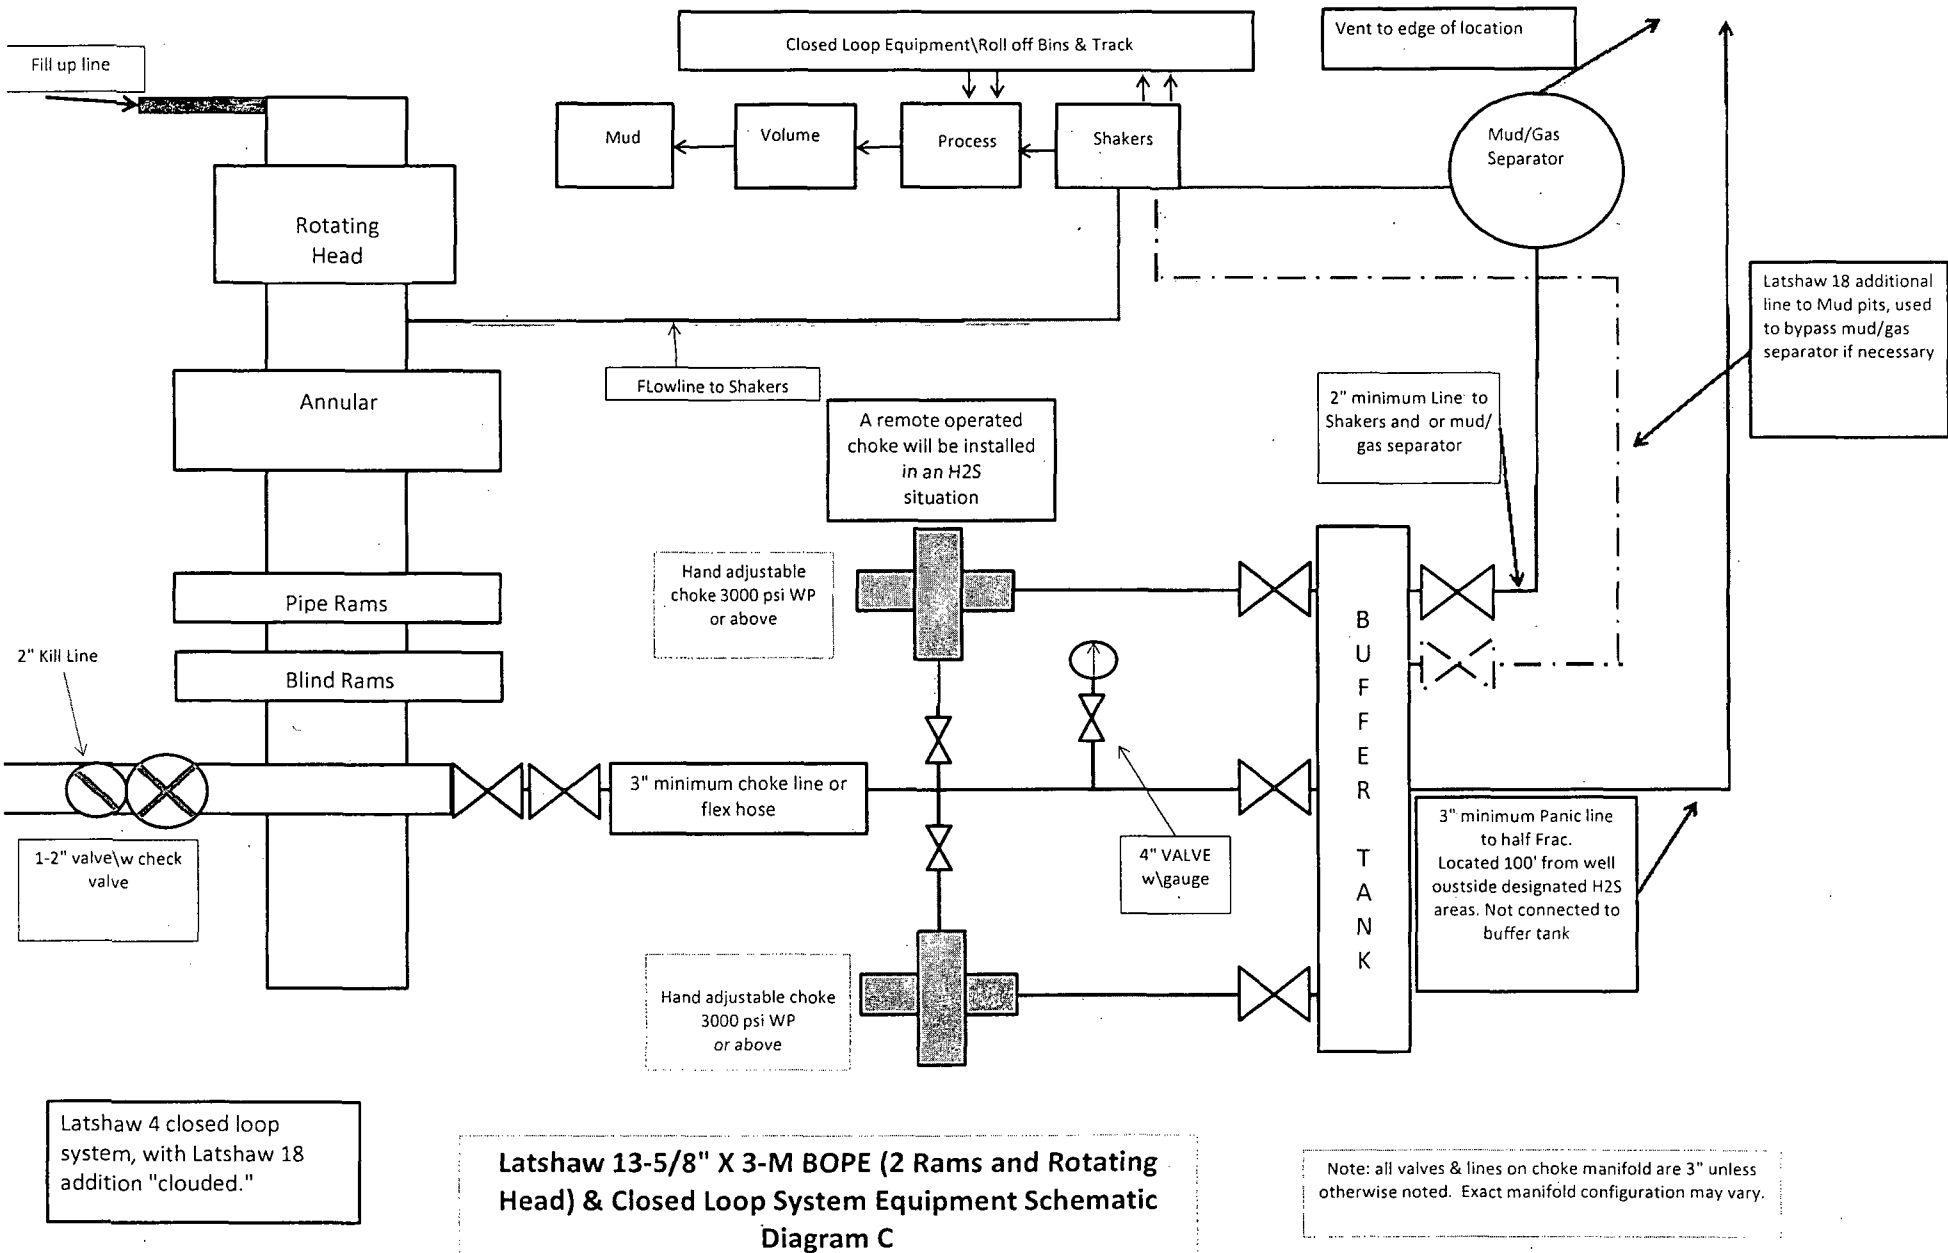 Fill up line
Closed Loop Equipment\Roll off Bins & Track
Vent to edge of location
Mud
Volume
Process
Shakers
Mud/Gas
Separator
Rotating
Head
Latshaw 18 additional
line to Mud pits, used
to bypass mud/gas
separator if necessary
FLowline to Shakers
Annular
2" minimum Line to
Shakers and or mud/
gas separator
A remote operated
choke will be installed
in an H2S
situation
Hand adjustable
choke 3000 psi WP
or above
Pipe Rams
2" Kill Line
Blind Rams
B
U
F
F
E
R
T
A
N
K
3" minimum choke line or
flex hose
1-2" valve\w check
valve
4" VALVE
w\gauge
3" minimum Panic line
to half Frac.
Located 100' from well
oustside designated H2S
areas. Not connected to
buffer tank
Hand adjustable choke
3000 psi WP
or above
Latshaw 4 closed loop
system, with Latshaw 18
addition "clouded."
Latshaw 13-5/8" X 3-M BOPE (2 Rams and Rotating
Head) & Closed Loop System Equipment Schematic
Diagram C
Note: all valves & lines on choke manifold are 3" unless
otherwise noted. Exact manifold configuration may vary.